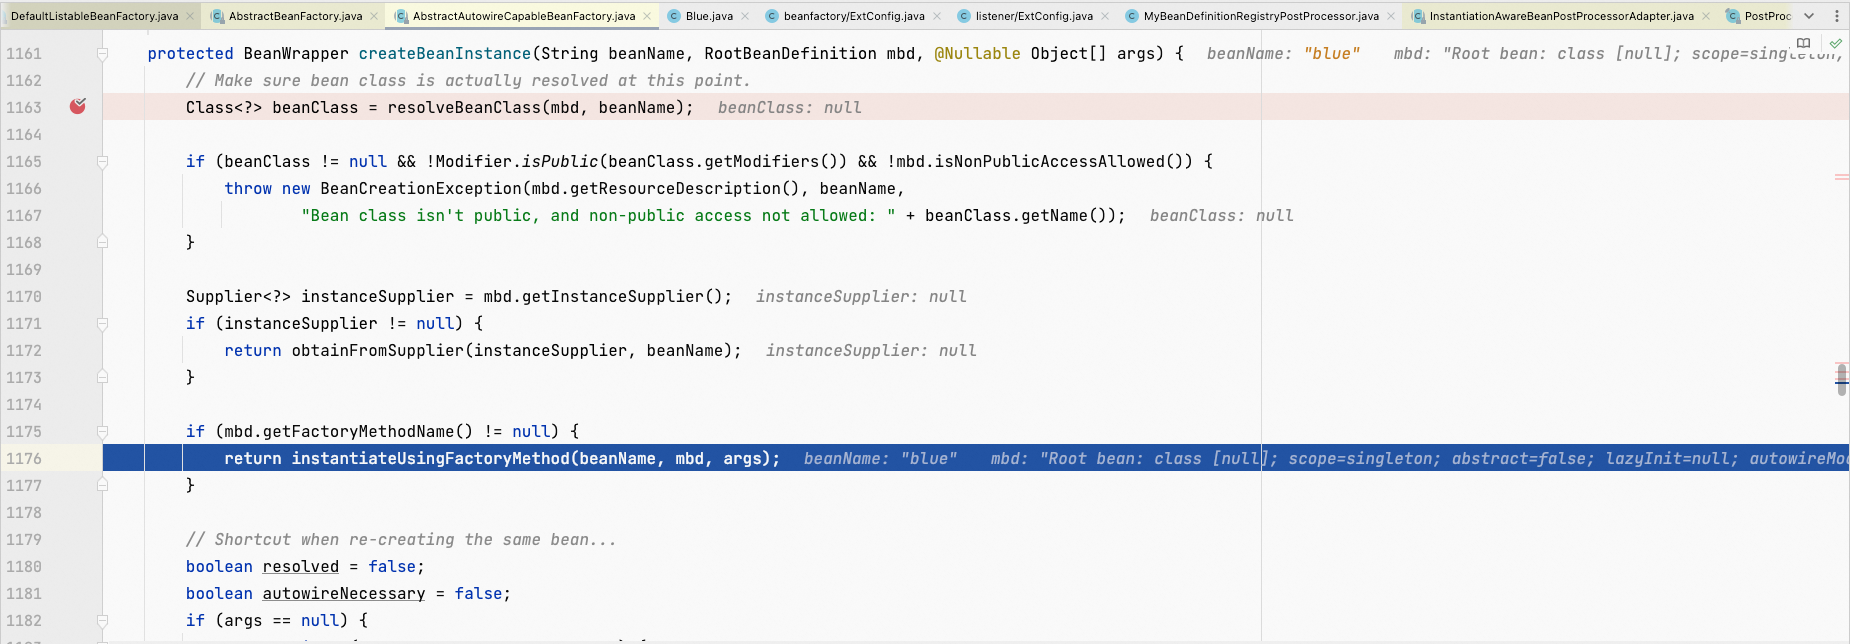 DefaultListableBeanFactory.java AbstractBeanFactory.java AbstractAutowireCapableBeanFactory.java Blue.java beanfactory/ExtConfig.java listener/ExtConfig.java MyBeanDefinitionRegistryPostProcessor.java InstantiationAwareBeanPostProcessorAdapter.java PostProc
1161 protected BeanWrapper createBeanInstance(String beanName, RootBeanDefinition mbd, @Nullable Object[] args) { beanName: "blue" mbd: "Root bean: class [null]; scope=singleton;
1162 // Make sure bean class is actually resolved at this point.
1163 Class<?> beanClass = resolveBeanClass(mbd, beanName); beanClass: null
1164
1165 if (beanClass != null && !Modifier.isPublic(beanClass.getModifiers()) && !mbd.isNonPublicAccessAllowed()) {
1166 throw new BeanCreationException(mbd.getResourceDescription(), beanName,
1167 "Bean class isn't public, and non-public access not allowed: " + beanClass.getName()); beanClass: null
1168 }
1169
1170 Supplier<?> instanceSupplier = mbd.getInstanceSupplier(); instanceSupplier: null
1171 if (instanceSupplier != null) {
1172 return obtainFromSupplier(instanceSupplier, beanName); instanceSupplier: null
1173 }
1174
1175 if (mbd.getFactoryMethodName() != null) {
1176 return instantiateUsingFactoryMethod(beanName, mbd, args); beanName: "blue" mbd: "Root bean: class [null]; scope=singleton; abstract=false; lazyInit=null; autowireMod
1177 }
1178
1179 // Shortcut when re-creating the same bean...
1180 boolean resolved = false;
1181 boolean autowireNecessary = false;
1182 if (args == null) {